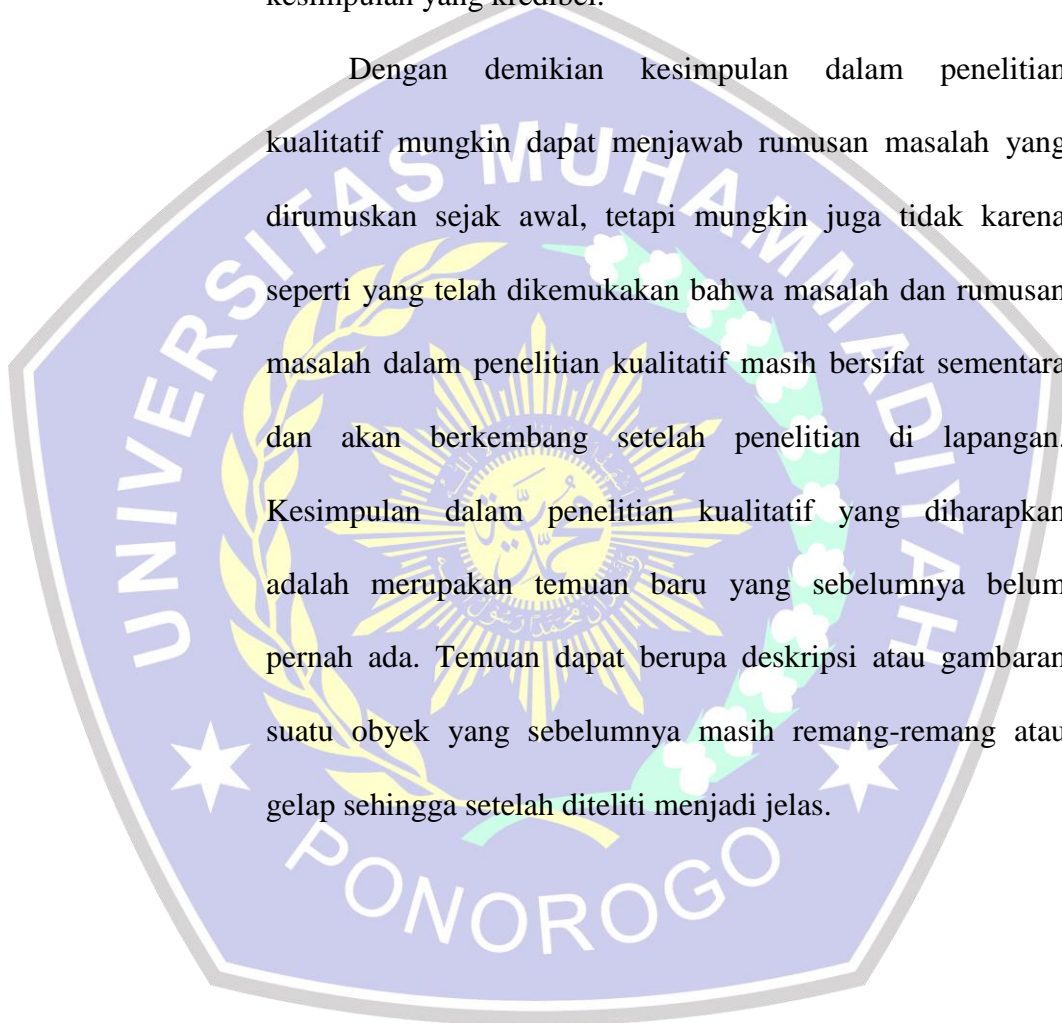 kesimpulan yang kredibel.
Dengan demikian kesimpulan dalam penelitian
kualitatif mungkin dapat menjawab rumusan masalah yang
dirumuskan sejak awal, tetapi mungkin juga tidak karena
seperti yang telah dikemukakan bahwa masalah dan rumusan
masalah dalam penelitian kualitatif masih bersifat sementara
dan akan berkembang setelah penelitian di lapangan.
Kesimpulan dalam penelitian kualitatif yang diharapkan
adalah merupakan temuan baru yang sebelumnya belum
pernah ada. Temuan dapat berupa deskripsi atau gambaran
suatu obyek yang sebelumnya masih remang-remang atau
gelap sehingga setelah diteliti menjadi jelas.
UNIVERSITAS MUHAMMADIYAH
PONOROGO